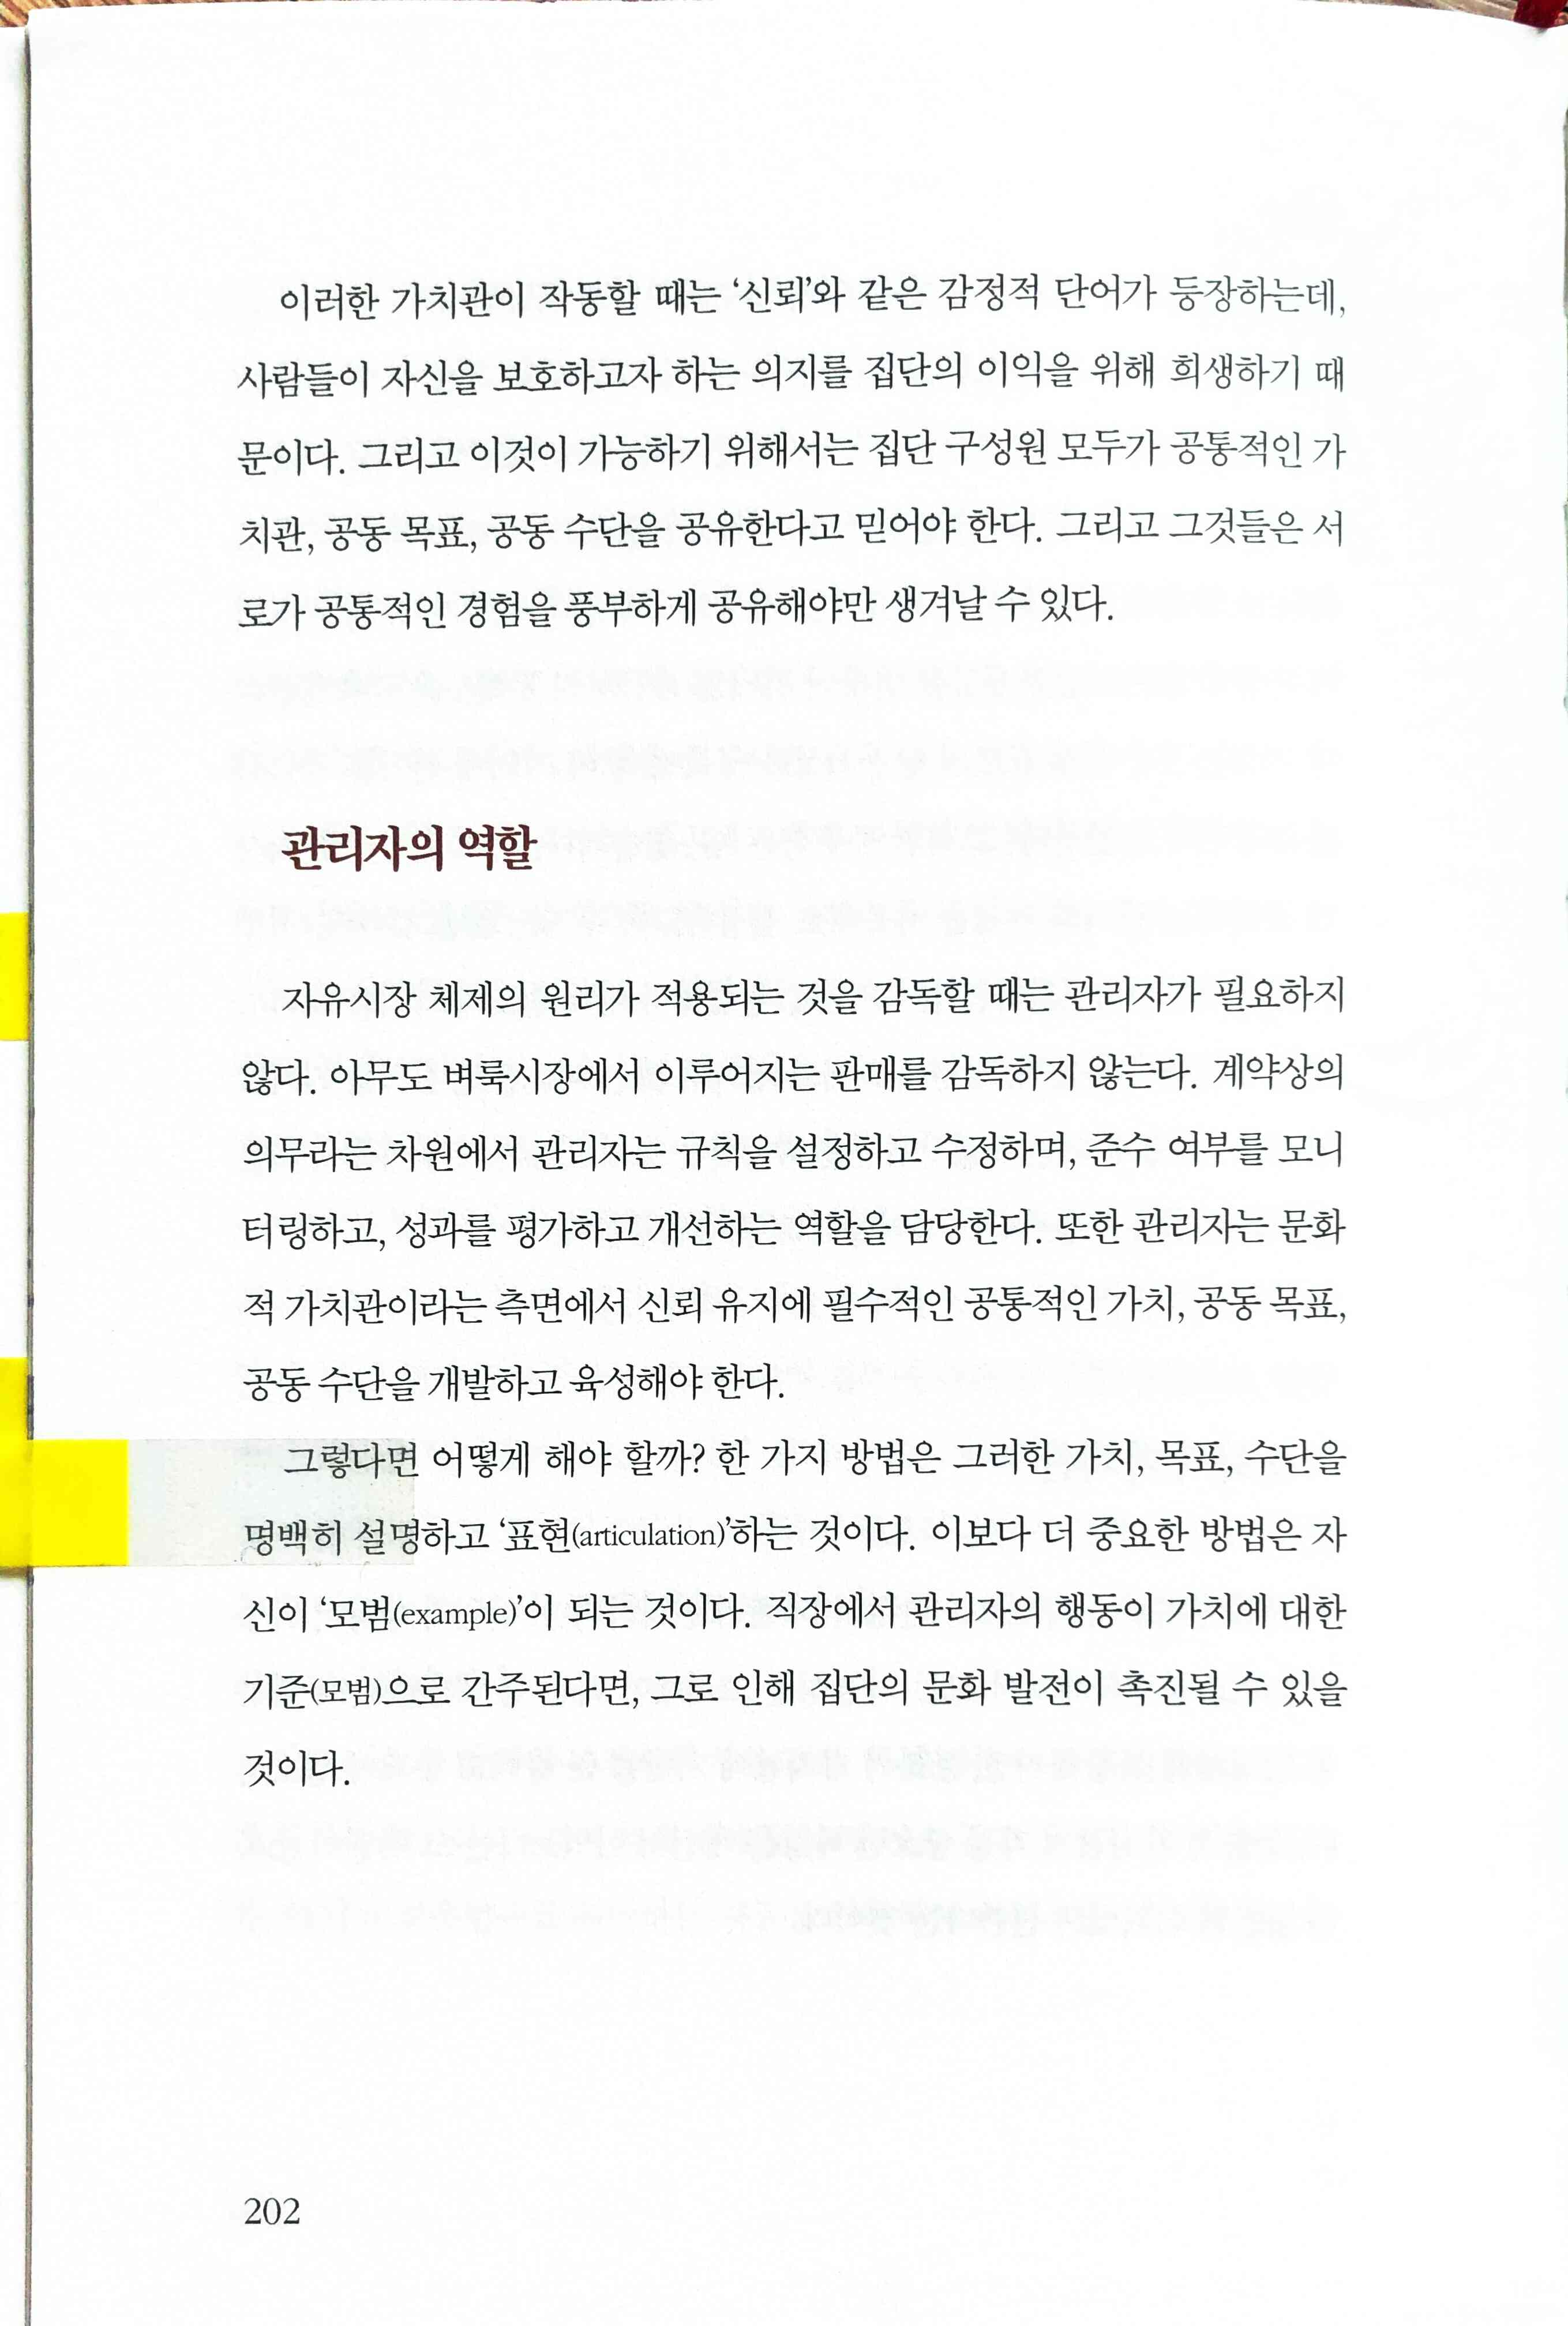 이러한 가치관이 작동할 때는 ‘신뢰’와 같은 감정적 단어가 등장하는데,
사람들이 자신을 보호하고자 하는 의지를 집단의 이익을 위해 희생하기 때
문이다. 그리고 이것이 가능하기 위해서는 집단 구성원 모두가 공통적인 가
치관, 공동 목표, 공동 수단을 공유한다고 믿어야 한다. 그리고 그것들은 서
로가 공통적인 경험을 풍부하게 공유해야만 생겨날 수 있다.
관리자의 역할
자유시장 체제의 원리가 적용되는 것을 감독할 때는 관리자가 필요하지
않다. 아무도 벼룩시장에서 이루어지는 판매를 감독하지 않는다. 계약상의
의무라는 차원에서 관리자는 규칙을 설정하고 수정하며, 준수 여부를 모니
터링하고, 성과를 평가하고 개선하는 역할을 담당한다. 또한 관리자는 문화
적 가치관이라는 측면에서 신뢰 유지에 필수적인 공통적인 가치, 공동 목표,
공동 수단을 개발하고 육성해야 한다.
그렇다면 어떻게 해야 할까? 한 가지 방법은 그러한 가치, 목표, 수단을
명백히 설명하고 ‘표현(articulation)’하는 것이다. 이보다 더 중요한 방법은 자
신이 ‘모범(example)’이 되는 것이다. 직장에서 관리자의 행동이 가치에 대한
기준(모범)으로 간주된다면, 그로 인해 집단의 문화 발전이 촉진될 수 있을
것이다.
202